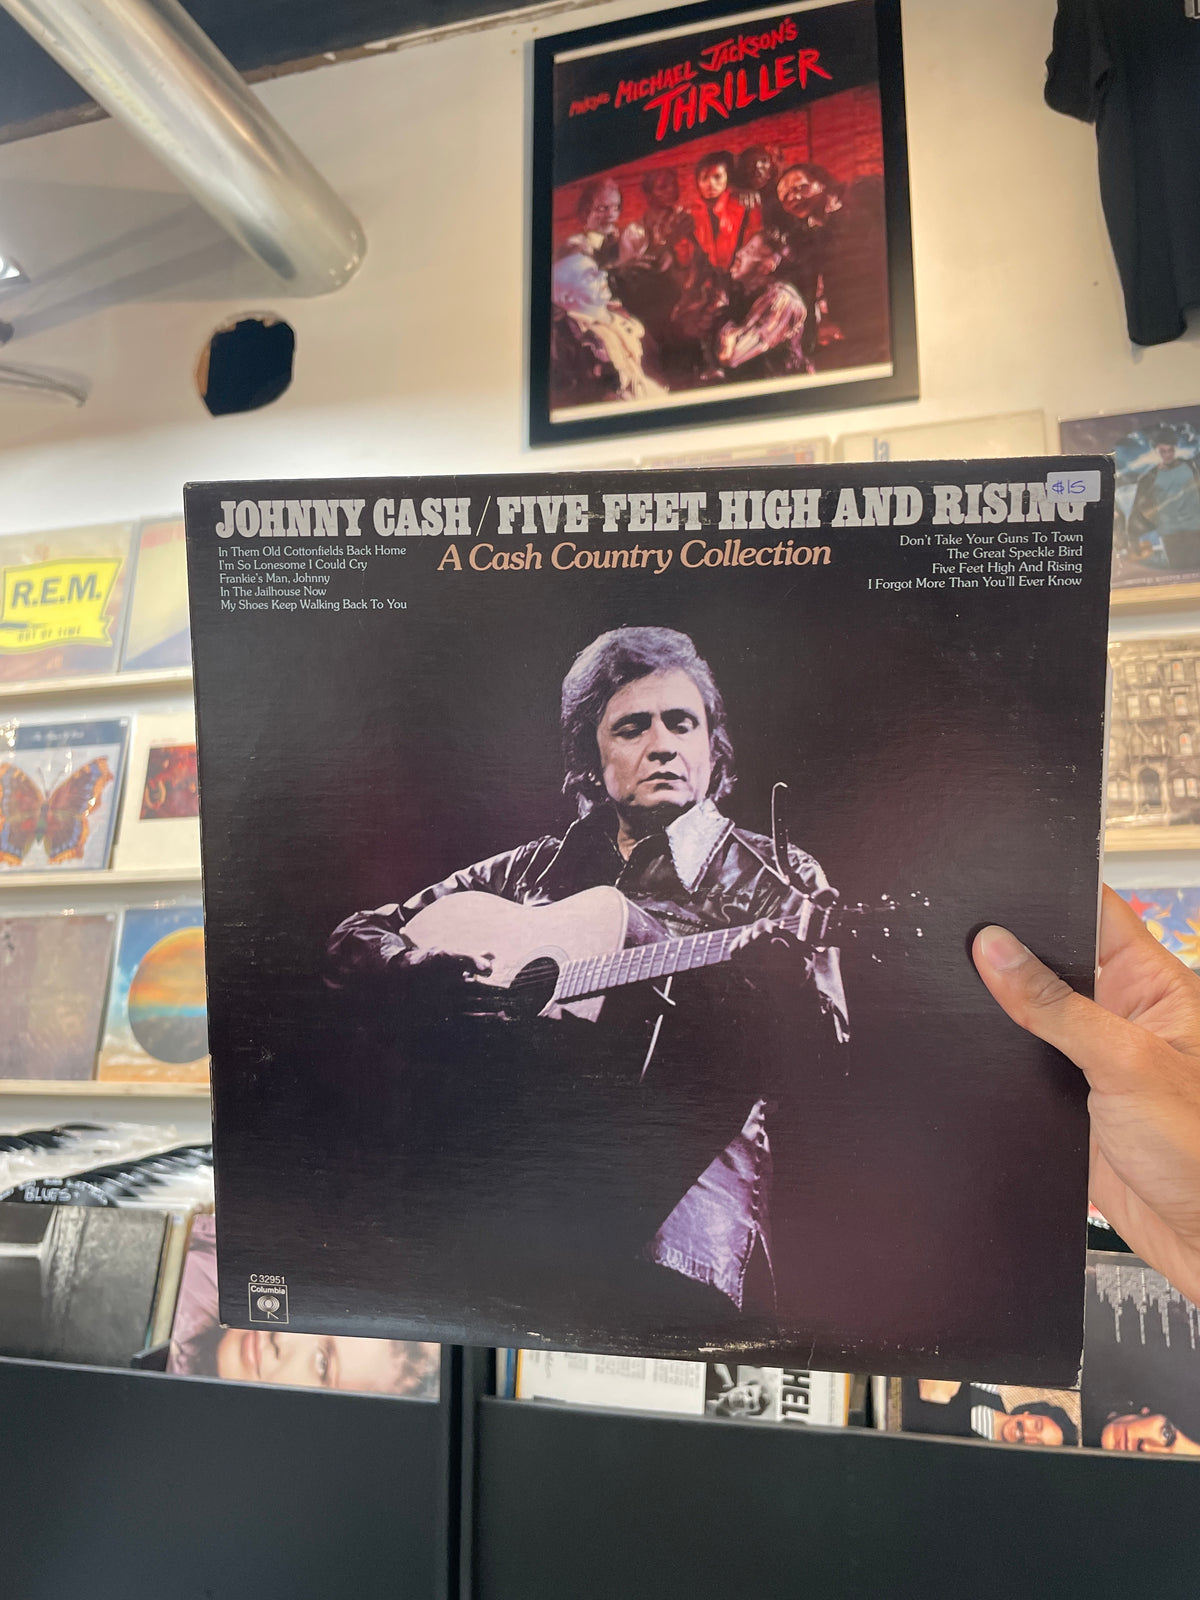 MAKING MICHAEL JACKSON'S
THRILLER
JOHNNY CASH / FIVE FEET HIGH AND RISING
$15
A Cash Country Collection
In Them Old Cottonfields Back Home
I'm So Lonesome I Could Cry
Frankie's Man, Johnny
In The Jailhouse Now
My Shoes Keep Walking Back To You
Don't Take Your Guns To Town
The Great Speckle Bird
Five Feet High And Rising
I Forgot More Than You'll Ever Know
R.E.M.
OUT OF TIME
BLUES
C 32951
Columbia